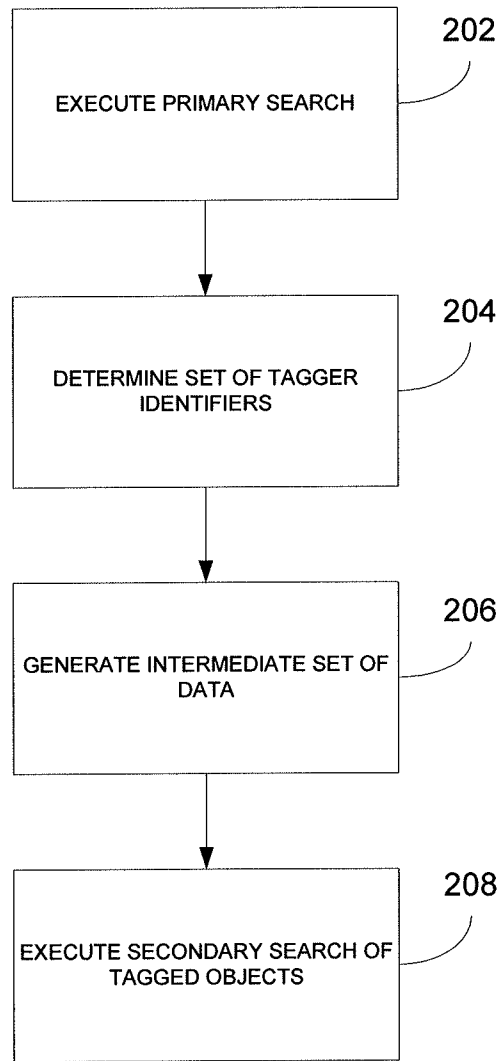 202
EXECUTE PRIMARY SEARCH
204
DETERMINE SET OF TAGGER
IDENTIFIERS
206
GENERATE INTERMEDIATE SET OF
DATA
208
EXECUTE SECONDARY SEARCH OF
TAGGED OBJECTS